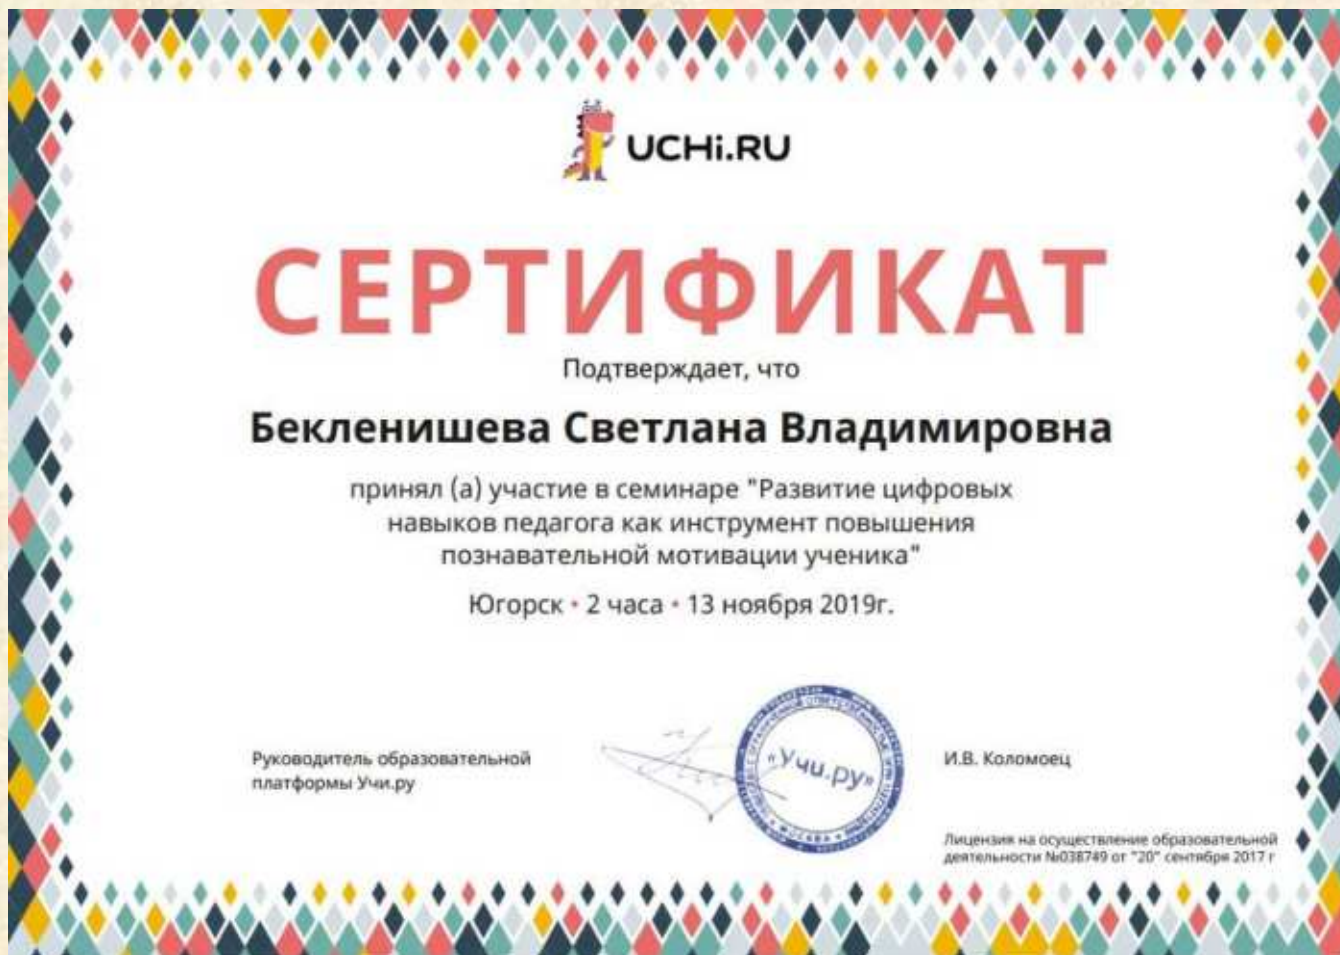 UCHi.RU
СЕРТИФИКАТ
Подтверждает, что
Бекленишева Светлана Владимировна
принял (а) участие в семинаре "Развитие цифровых
навыков педагога как инструмент повышения
познавательной мотивации ученика"
Югорск • 2 часа • 13 ноября 2019г.
Руководитель образовательной
платформы Учи.ру
«Учи.ру»
МОСКВА
И.В. Коломоец
Лицензия на осуществление образовательной
деятельности №038749 от "20" сентября 2017 г